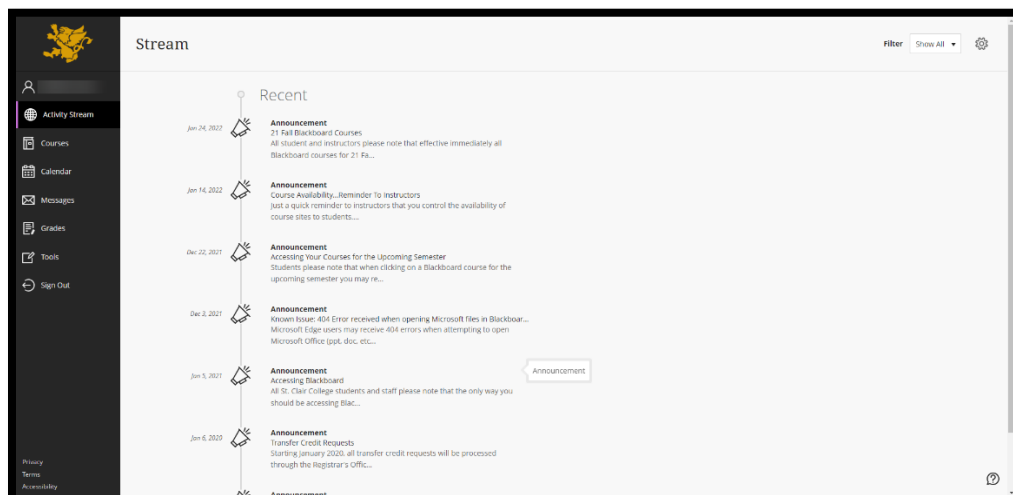 Stream
Filter Show All
Activity Stream
Courses
Calendar
Messages
Grades
Tools
Sign Out
Privacy
Terms
Accessibility
Recent
Jan 24, 2022
Announcement
21 Fall Blackboard Courses
All student and instructors please note that effective immediately all
Blackboard courses for 21 Fa...
Jan 14, 2022
Announcement
Course Availability...Reminder To Instructors
Just a quick reminder to instructors that you control the availability of
course sites to students....
Dec 22, 2021
Announcement
Accessing Your Courses for the Upcoming Semester
Students please note that when clicking on a Blackboard course for the
upcoming semester you may re...
Dec 3, 2021
Announcement
Known Issue: 404 Error received when opening Microsoft files in Blackboar...
Microsoft Edge users may receive 404 errors when attempting to open
Microsoft Office (ppt, doc, etc...
Jan 5, 2021
Announcement
Accessing Blackboard
All St. Clair College students and staff please note that the only way you
should be accessing Blac...
Announcement
Jan 6, 2020
Announcement
Transfer Credit Requests
Starting January 2020, all transfer credit requests will be processed
through the Registrar's Offic...
Announcement